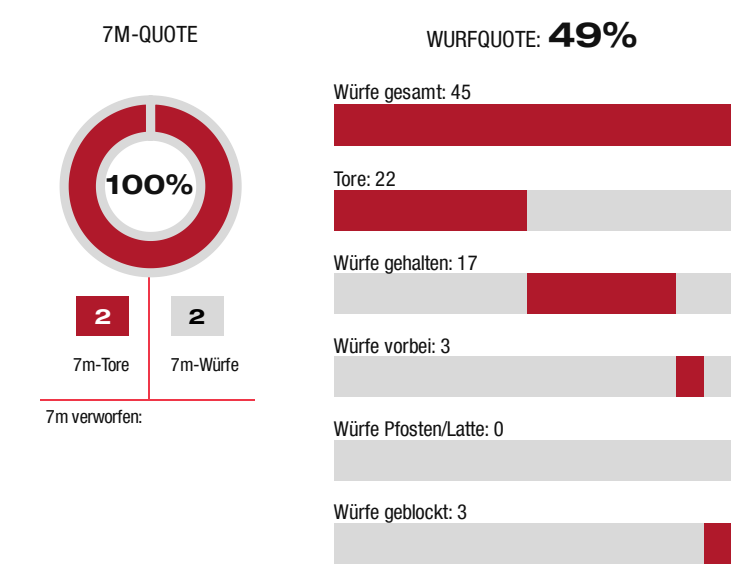 7M-QUOTE
100%
2 2
7m-Tore 7m-Würfe
7m verworfen:
WURFQUOTE: 49%
Würfe gesamt: 45
Tore: 22
Würfe gehalten: 17
Würfe vorbei: 3
Würfe Pfosten/Latte: 0
Würfe geblockt: 3